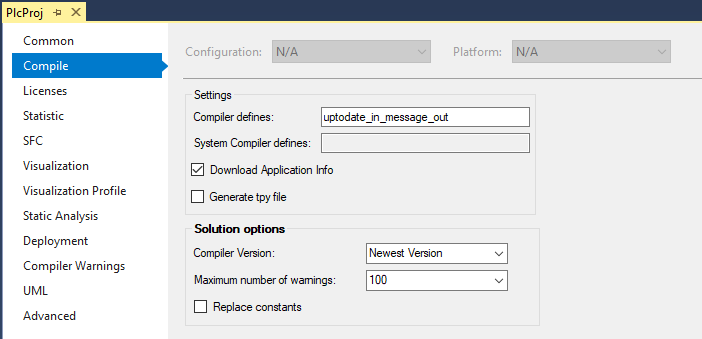 PlcProj
Common
Compile
Licenses
Statistic
SFC
Visualization
Visualization Profile
Static Analysis
Deployment
Compiler Warnings
UML
Advanced
Configuration: N/A Platform: N/A
Settings
Compiler defines: uptodate_in_message_out
System Compiler defines:
Download Application Info
Generate tpy file
Solution options
Compiler Version: Newest Version
Maximum number of warnings: 100
Replace constants